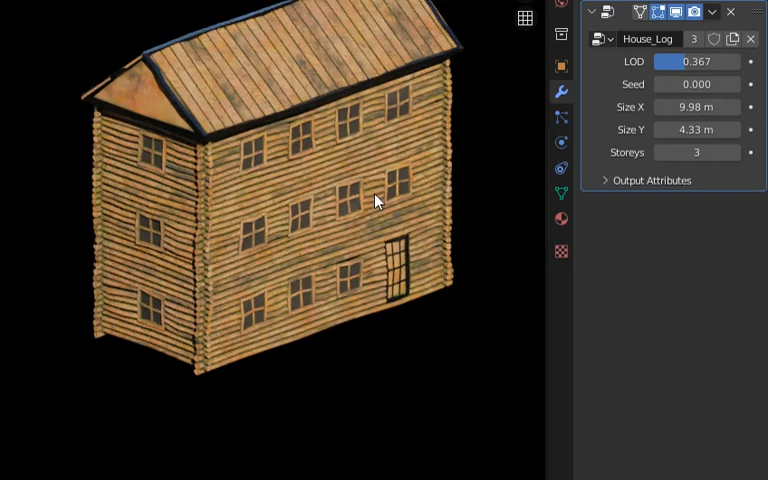 House_Log 3
LOD 0.367
Seed 0.000
Size X 9.98 m
Size Y 4.33 m
Storeys 3
Output Attributes